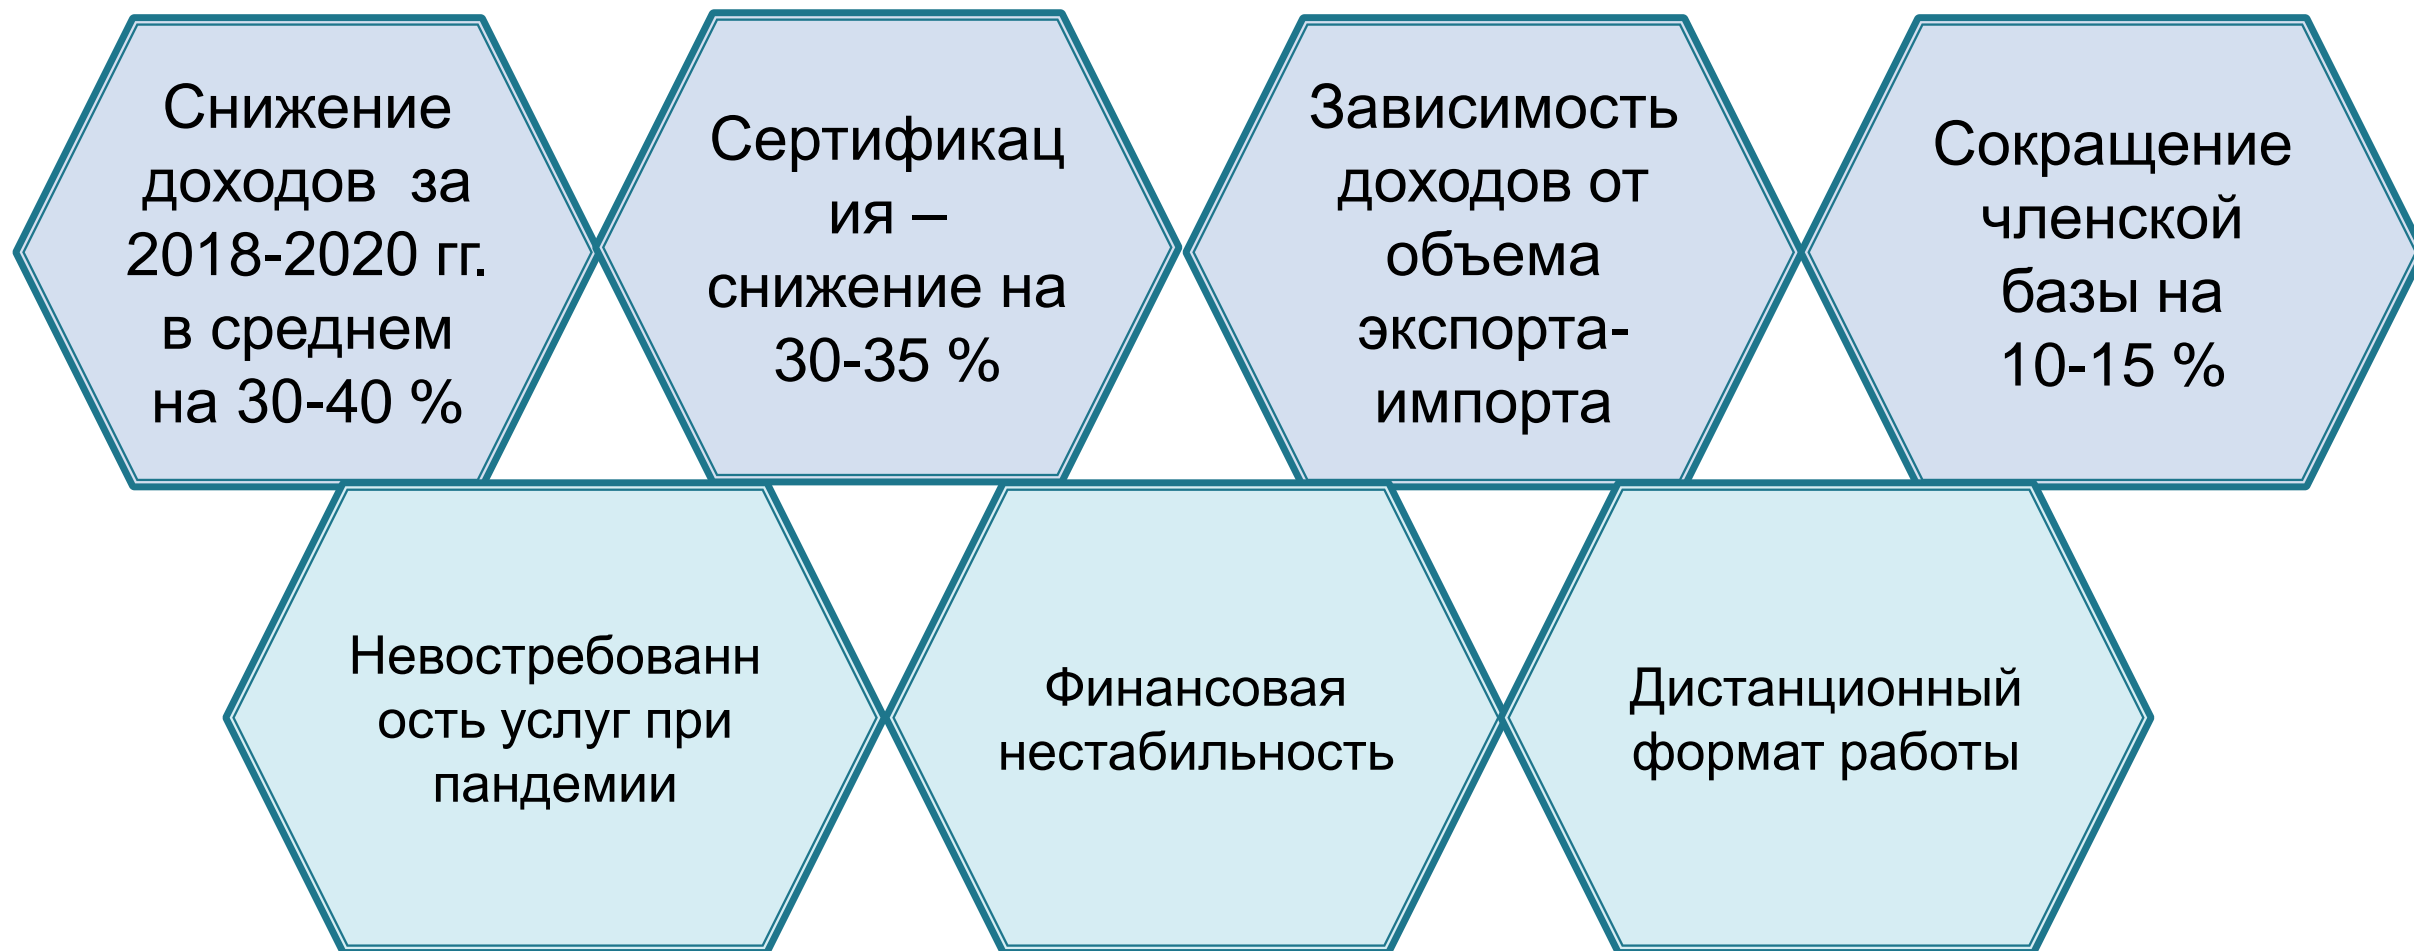 Снижение
доходов за
2018-2020 гг.
в среднем
на 30-40 %
Сертификац
ия –
снижение на
30-35 %
Зависимость
доходов от
объема
экспорта-
импорта
Сокращение
членской
базы на
10-15 %
Невостребованн
ость услуг при
пандемии
Финансовая
нестабильность
Дистанционный
формат работы